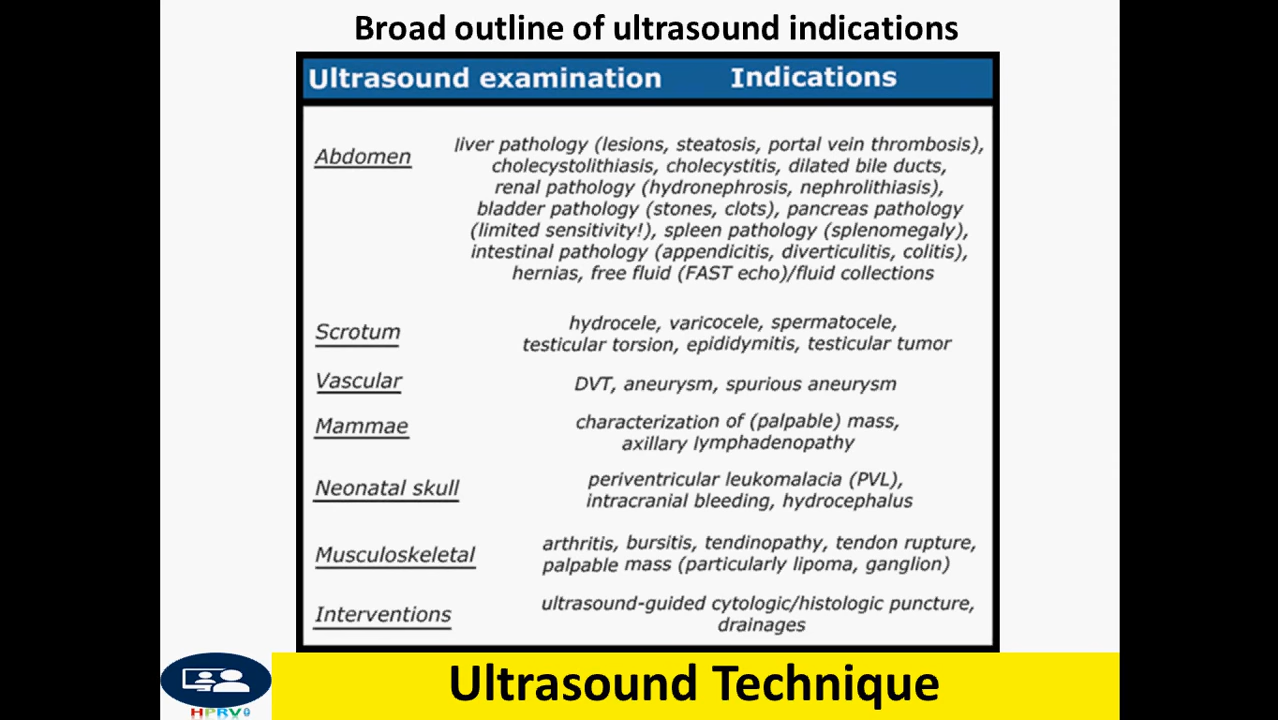 Broad outline of ultrasound indications
Ultrasound examination Indications
Abdomen
liver pathology (lesions, steatosis, portal vein thrombosis),
cholecystolithiasis, cholecystitis, dilated bile ducts,
renal pathology (hydronephrosis, nephrolithiasis),
bladder pathology (stones, clots), pancreas pathology
(limited sensitivity!), spleen pathology (splenomegaly),
intestinal pathology (appendicitis, diverticulitis, colitis),
hernias, free fluid (FAST echo)/fluid collections
Scrotum
hydrocele, varicocele, spermatocele,
testicular torsion, epididymitis, testicular tumor
Vascular
DVT, aneurysm, spurious aneurysm
Mammae
characterization of (palpable) mass,
axillary lymphadenopathy
Neonatal skull
periventricular leukomalacia (PVL),
intracranial bleeding, hydrocephalus
Musculoskeletal
arthritis, bursitis, tendinopathy, tendon rupture,
palpable mass (particularly lipoma, ganglion)
Interventions
ultrasound-guided cytologic/histologic puncture,
drainages
Ultrasound Technique
HPRV